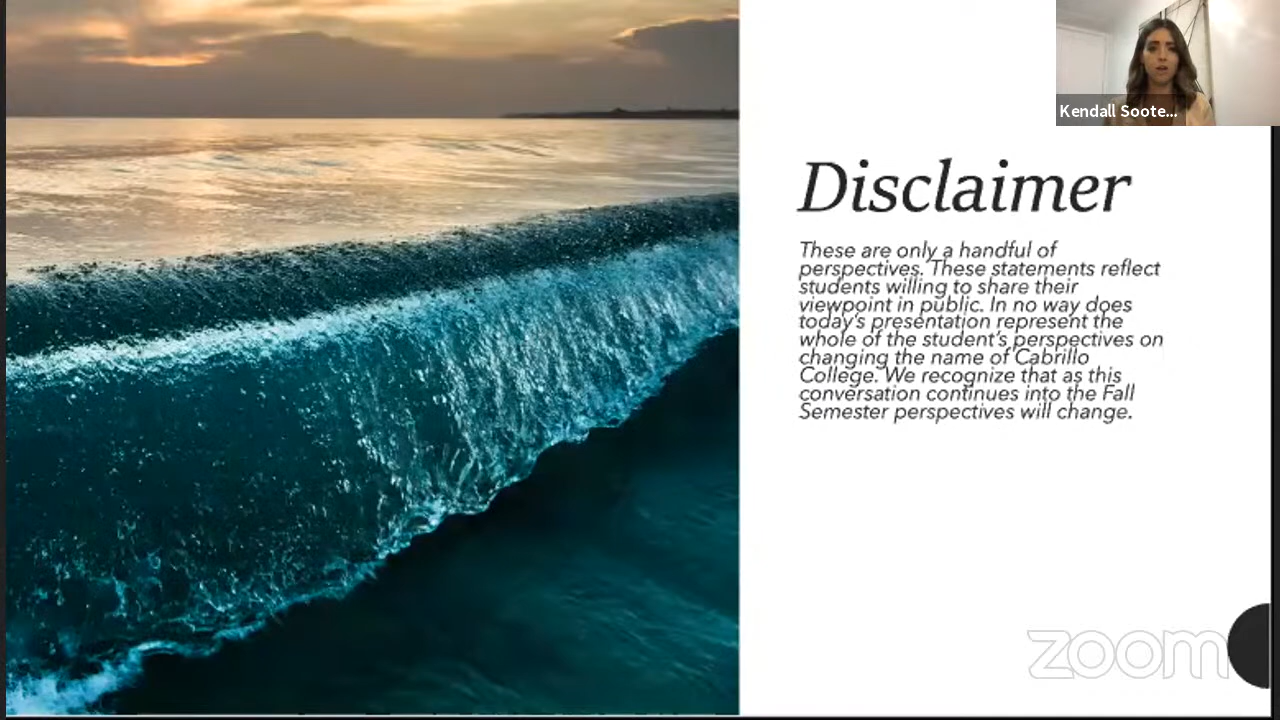 Kendall Soote...
Disclaimer
These are only a handful of
perspectives. These statements reflect
students willing to share their
viewpoint in public. In no way does
today's presentation represent the
whole of the student's perspectives on
changing the name of Cabrillo
College. We recognize that as this
conversation continues into the Fall
Semester perspectives will change.
zoom